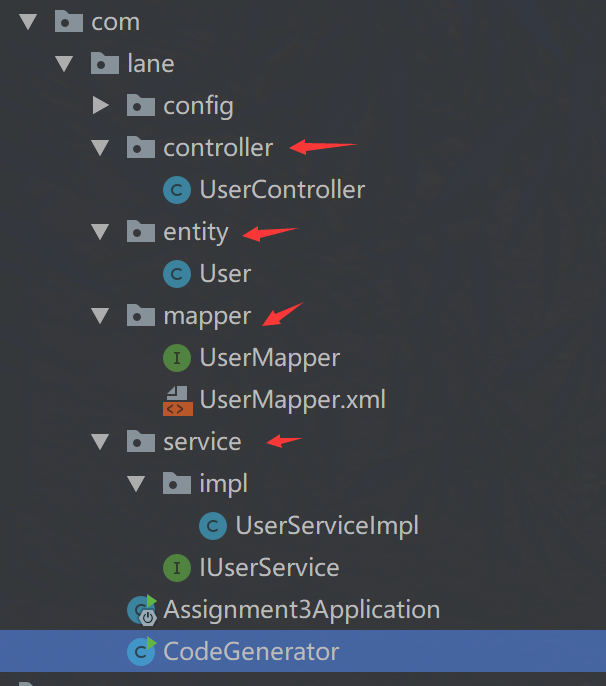 com
lane
config
controller
UserController
entity
User
mapper
UserMapper
UserMapper.xml
service
impl
UserServiceImpl
IUserService
Assignment3Application
CodeGenerator